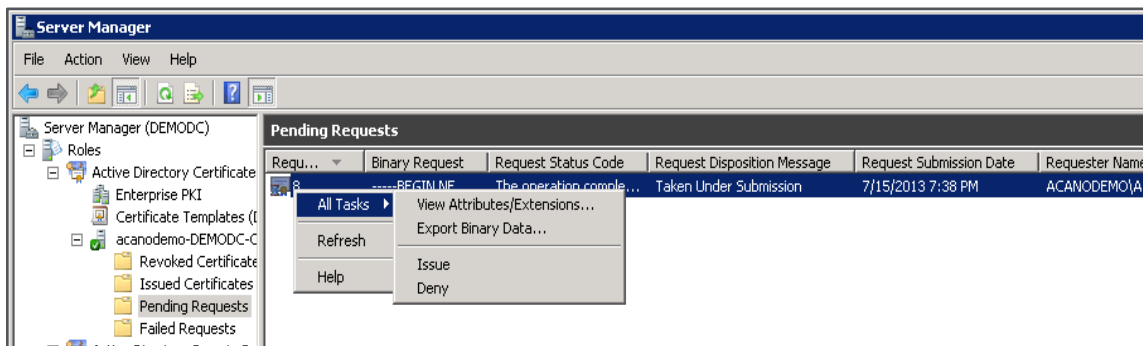 Server Manager
File Action View Help
Server Manager (DEMODC)
Roles
Active Directory Certificate
Enterprise PKI
Certificate Templates (
acanodemo-DEMODC-C
Revoked Certificate
Issued Certificates
Pending Requests
Failed Requests
Pending Requests
Requ... Binary Request Request Status Code Request Disposition Message Request Submission Date Requester Name
8 -----BEGIN NE... The operation comple... Taken Under Submission 7/15/2013 7:38 PM ACANODEMO\A
All Tasks
Refresh
Help
View Attributes/Extensions...
Export Binary Data...
Issue
Deny